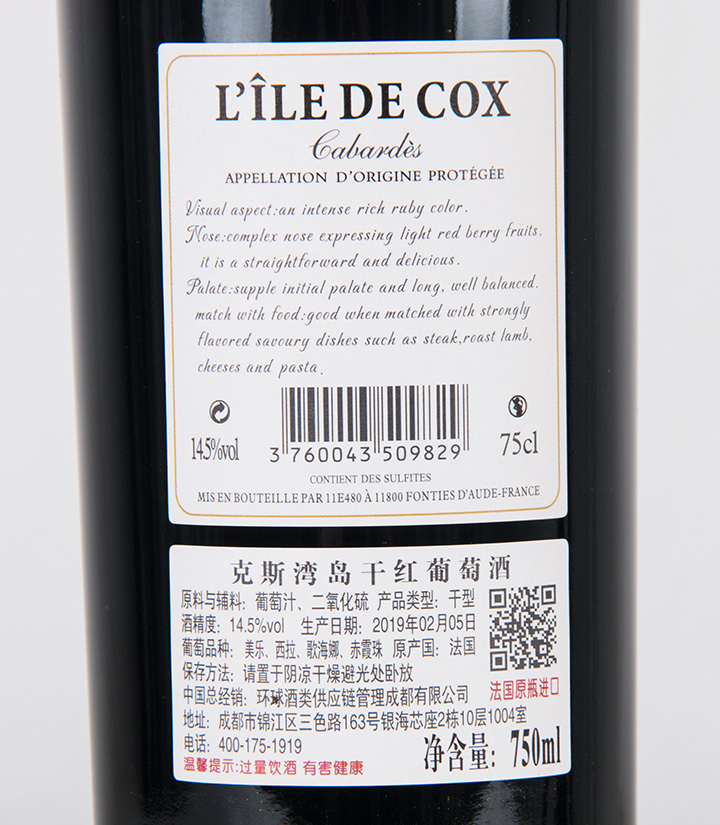 L'ÎLE DE COX
Cabardès
APPELLATION D'ORIGINE PROTÉGÉE
Visual aspect:an intense rich ruby color.
Nose:complex nose expressing light red berry fruits.
it is a straightforward and delicious.
Palate:supple initial palate and long, well balanced.
match with food:good when matched with strongly
flavored savoury dishes such as steak,roast lamb,
cheeses and pasta.
14.5%vol
3 760043 509829
75cl
CONTIENT DES SULFITES
MIS EN BOUTEILLE PAR 11E480 À 11800 FONTIES D'AUDE-FRANCE
克斯湾岛干红葡萄酒
原料与辅料：葡萄汁、二氧化硫 产品类型：干型
酒精度：14.5%vol 生产日期：2019年02月05日
葡萄品种：美乐、西拉、歌海娜、赤霞珠 原产国：法国
保存方法：请置于阴凉干燥避光处卧放
法国原瓶进口
中国总经销：环球酒类供应链管理成都有限公司
地址：成都市锦江区三色路163号银海芯座2栋10层1004室
电话：400-175-1919
净含量：750ml
温馨提示:过量饮酒 有害健康